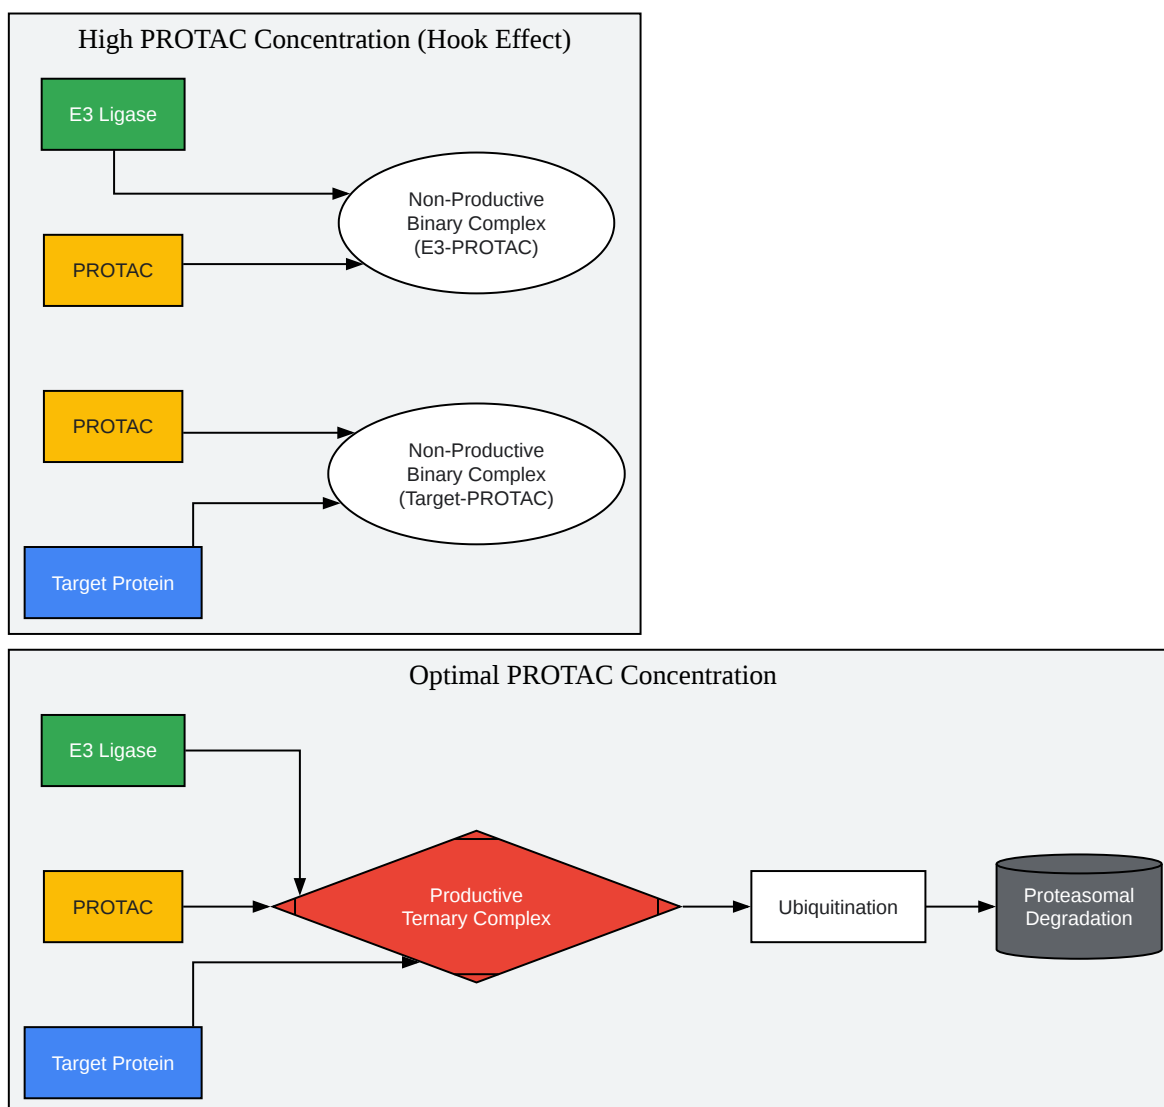 High PROTAC Concentration (Hook Effect)
E3 Ligase
Non-Productive
Binary Complex
(E3-PROTAC)
PROTAC
PROTAC
Non-Productive
Binary Complex
(Target-PROTAC)
Target Protein
Optimal PROTAC Concentration
E3 Ligase
PROTAC
Productive
Ternary Complex
Ubiquitination
Proteasomal
Degradation
Target Protein